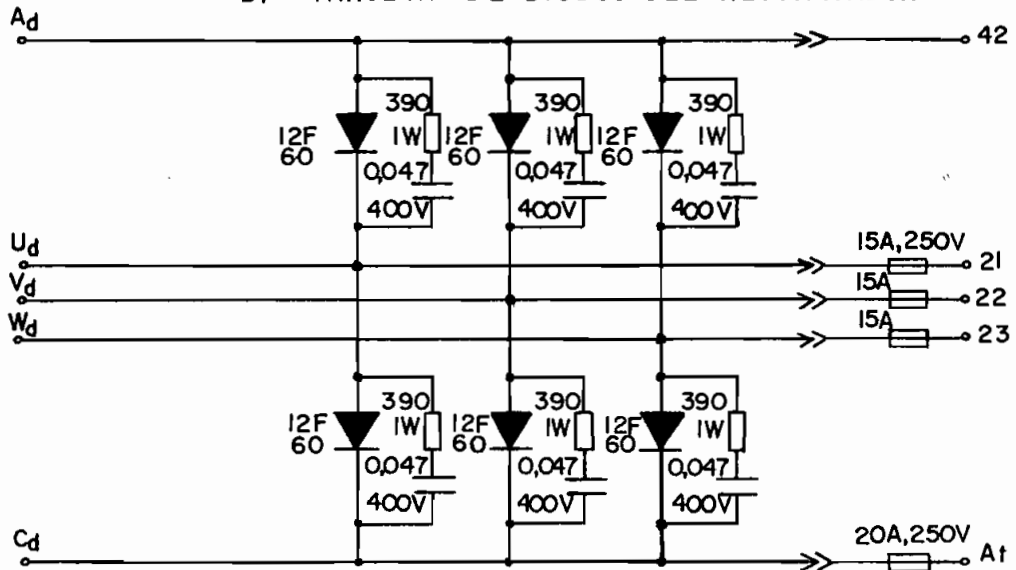 Ad 42
390 390 390
12F 60 1W 12F 60 1W 12F 60 1W
0,047 0,047 0,047
400V 400V 400V
Ud 15A,250V 21
Vd 15A 22
Wd 15A 23
390 390 390
12F 60 1W 12F 60 1W 12F 60 1W
0,047 0,047 0,047
400V 400V 400V
Cd 20A,250V At